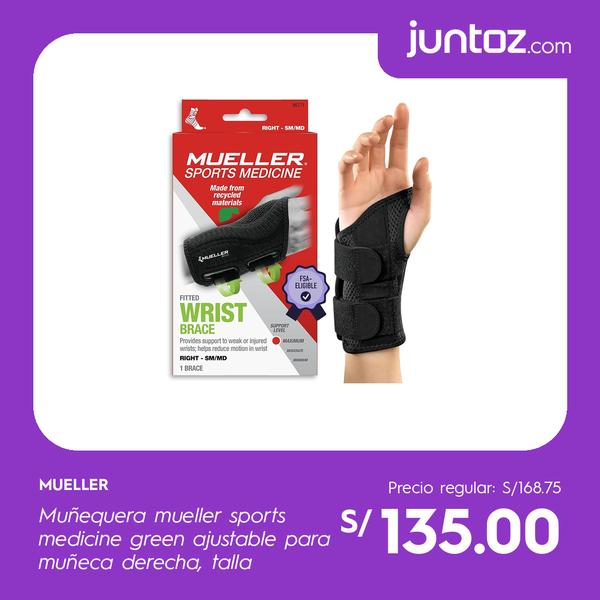 juntoz.com
RIGHT - SM/MD
MUELLER
SPORTS MEDICINE
Made from
recycled
materials
MUELLER
FSA-
ELIGIBLE
FITTED
WRIST
BRACE
Provides support to weak or injured
wrists; helps reduce motion in wrist
RIGHT - SM/MD
1 BRACE
SUPPORT
LEVEL
MAXIMUM
MODERATE
MUELLER
Muñequera mueller sports
medicine green ajustable para
muñeca derecha, talla
Precio regular: S/168.75
S/135.00